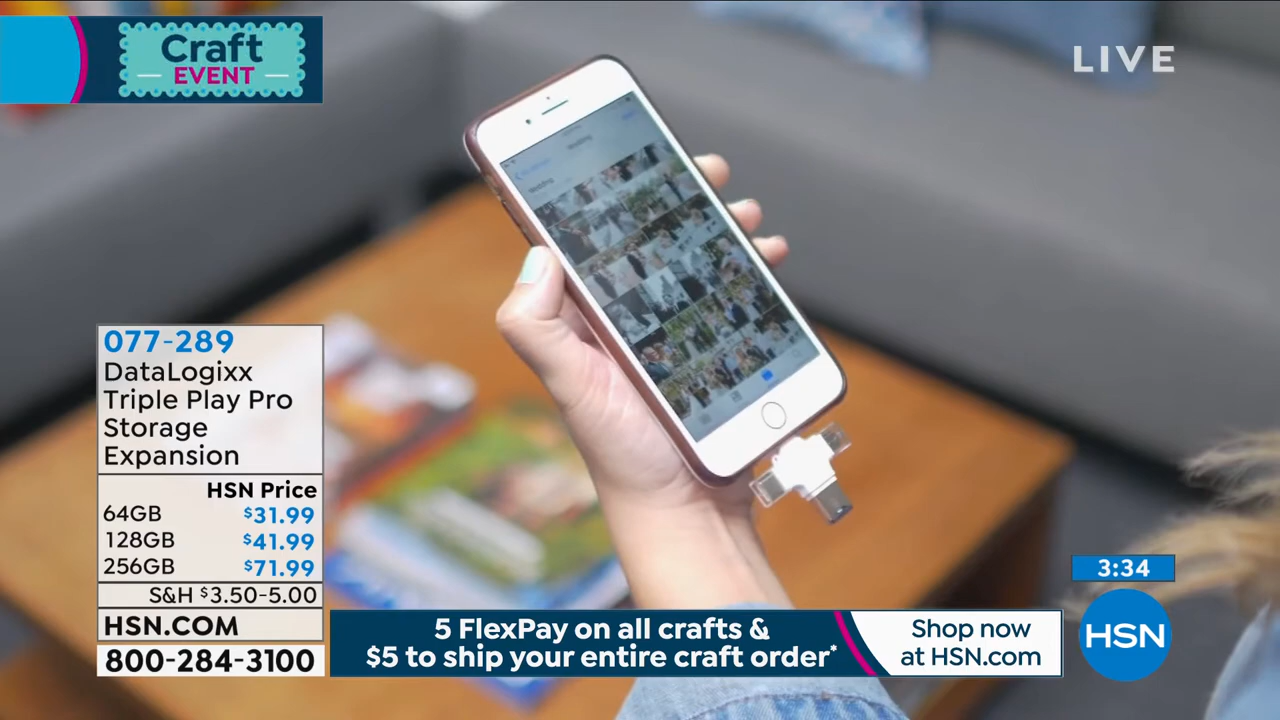 Craft
EVENT
LIVE
Wedding
Wedding
077-289
DataLogixx
Triple Play Pro
Storage
Expansion
HSN Price
64GB $31.99
128GB $41.99
256GB $71.99
S&H $3.50-5.00
HSN.COM
800-284-3100
5 FlexPay on all crafts &
$5 to ship your entire craft order*
Shop now
at HSN.com
3:34
HSN